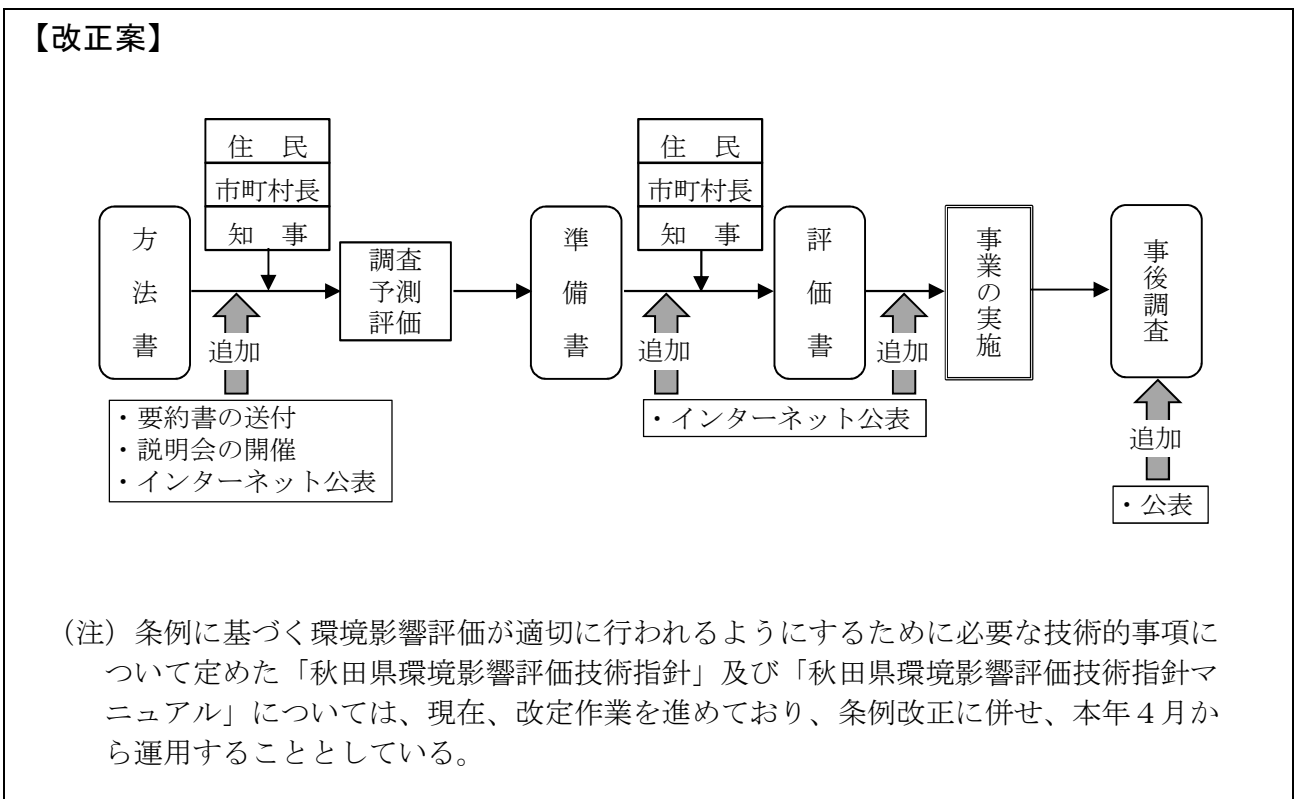 【改正案】
住　民
市町村長
知　事
住　民
市町村長
知　事
方法書
調査
予測
評価
準備書
評価書
事業の実施
事後調査
追加
追加
追加
追加
・要約書の送付
・説明会の開催
・インターネット公表
・インターネット公表
・公表
（注）条例に基づく環境影響評価が適切に行われるようにするために必要な技術的事項に
ついて定めた「秋田県環境影響評価技術指針」及び「秋田県環境影響評価技術指針マ
ニュアル」については、現在、改定作業を進めており、条例改正に併せ、本年４月か
ら運用することとしている。